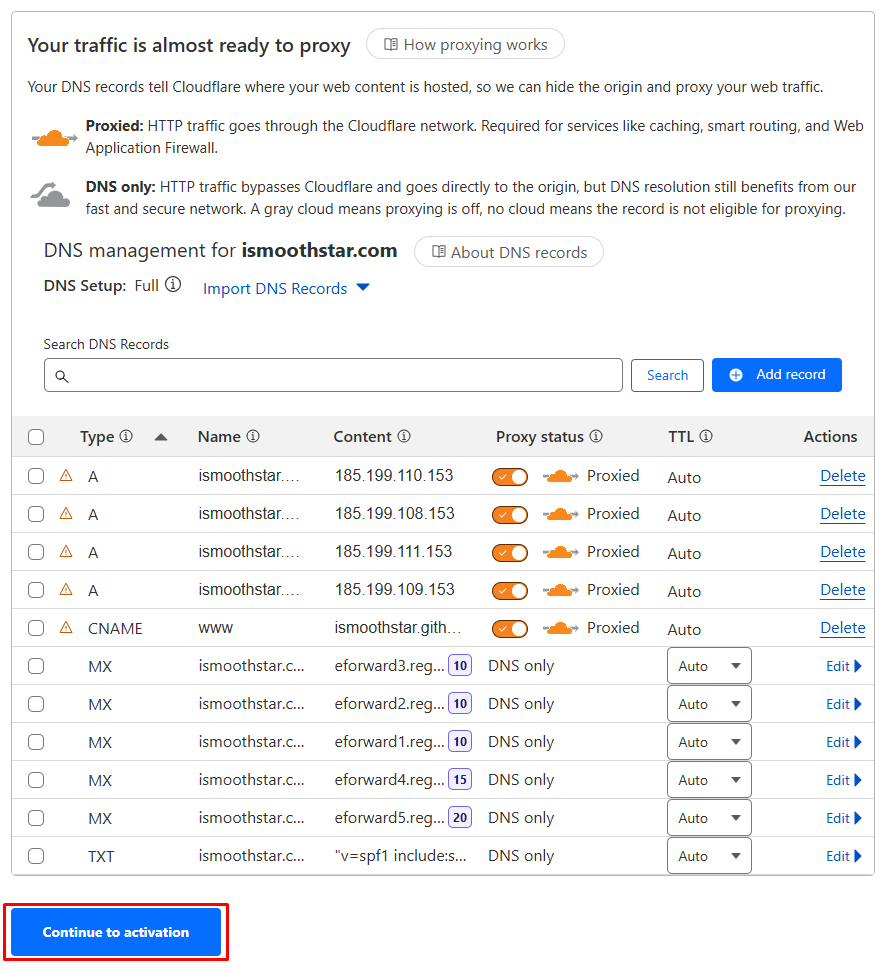 Your traffic is almost ready to proxy How proxying works
Your DNS records tell Cloudflare where your web content is hosted, so we can hide the origin and proxy your web traffic.
Proxied: HTTP traffic goes through the Cloudflare network. Required for services like caching, smart routing, and Web
Application Firewall.
DNS only: HTTP traffic bypasses Cloudflare and goes directly to the origin, but DNS resolution still benefits from our
fast and secure network. A gray cloud means proxying is off, no cloud means the record is not eligible for proxying.
DNS management for ismoothstar.com About DNS records
DNS Setup: Full Import DNS Records
Search DNS Records
Search Add record
Type Name Content Proxy status TTL Actions
A ismoothstar.... 185.199.110.153 Proxied Auto Delete
A ismoothstar.... 185.199.108.153 Proxied Auto Delete
A ismoothstar.... 185.199.111.153 Proxied Auto Delete
A ismoothstar.... 185.199.109.153 Proxied Auto Delete
CNAME www ismoothstar.gith... Proxied Auto Delete
MX ismoothstar.c... eforward3.reg... 10 DNS only Auto Edit
MX ismoothstar.c... eforward2.reg... 10 DNS only Auto Edit
MX ismoothstar.c... eforward1.reg... 10 DNS only Auto Edit
MX ismoothstar.c... eforward4.reg... 15 DNS only Auto Edit
MX ismoothstar.c... eforward5.reg... 20 DNS only Auto Edit
TXT ismoothstar.c... "v=spf1 include:s... DNS only Auto Edit
Continue to activation